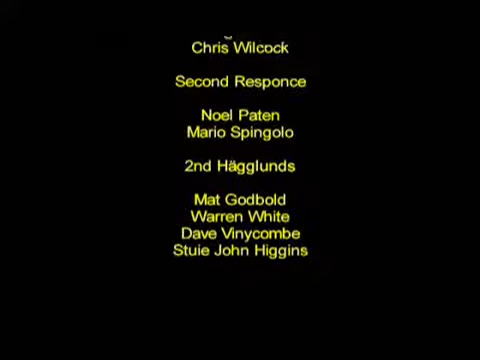 Chris Wilcock
Second Responce
Noel Paten
Mario Spingolo
2nd Hägglunds
Mat Godbold
Warren White
Dave Vinycombe
Stuie John Higgins